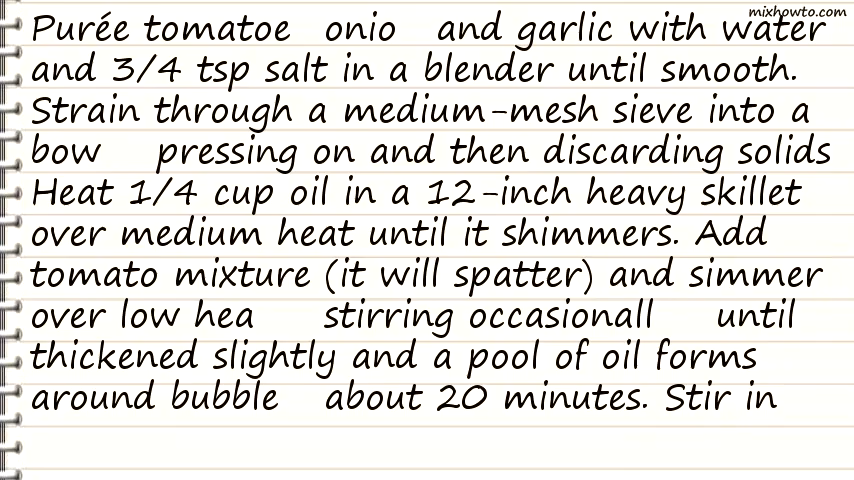 mixhowto.com
Purée tomatoe onio and garlic with water
and 3/4 tsp salt in a blender until smooth.
Strain through a medium-mesh sieve into a
bow pressing on and then discarding solids
Heat 1/4 cup oil in a 12-inch heavy skillet
over medium heat until it shimmers. Add
tomato mixture (it will spatter) and simmer
over low hea stirring occasionall until
thickened slightly and a pool of oil forms
around bubble about 20 minutes. Stir in